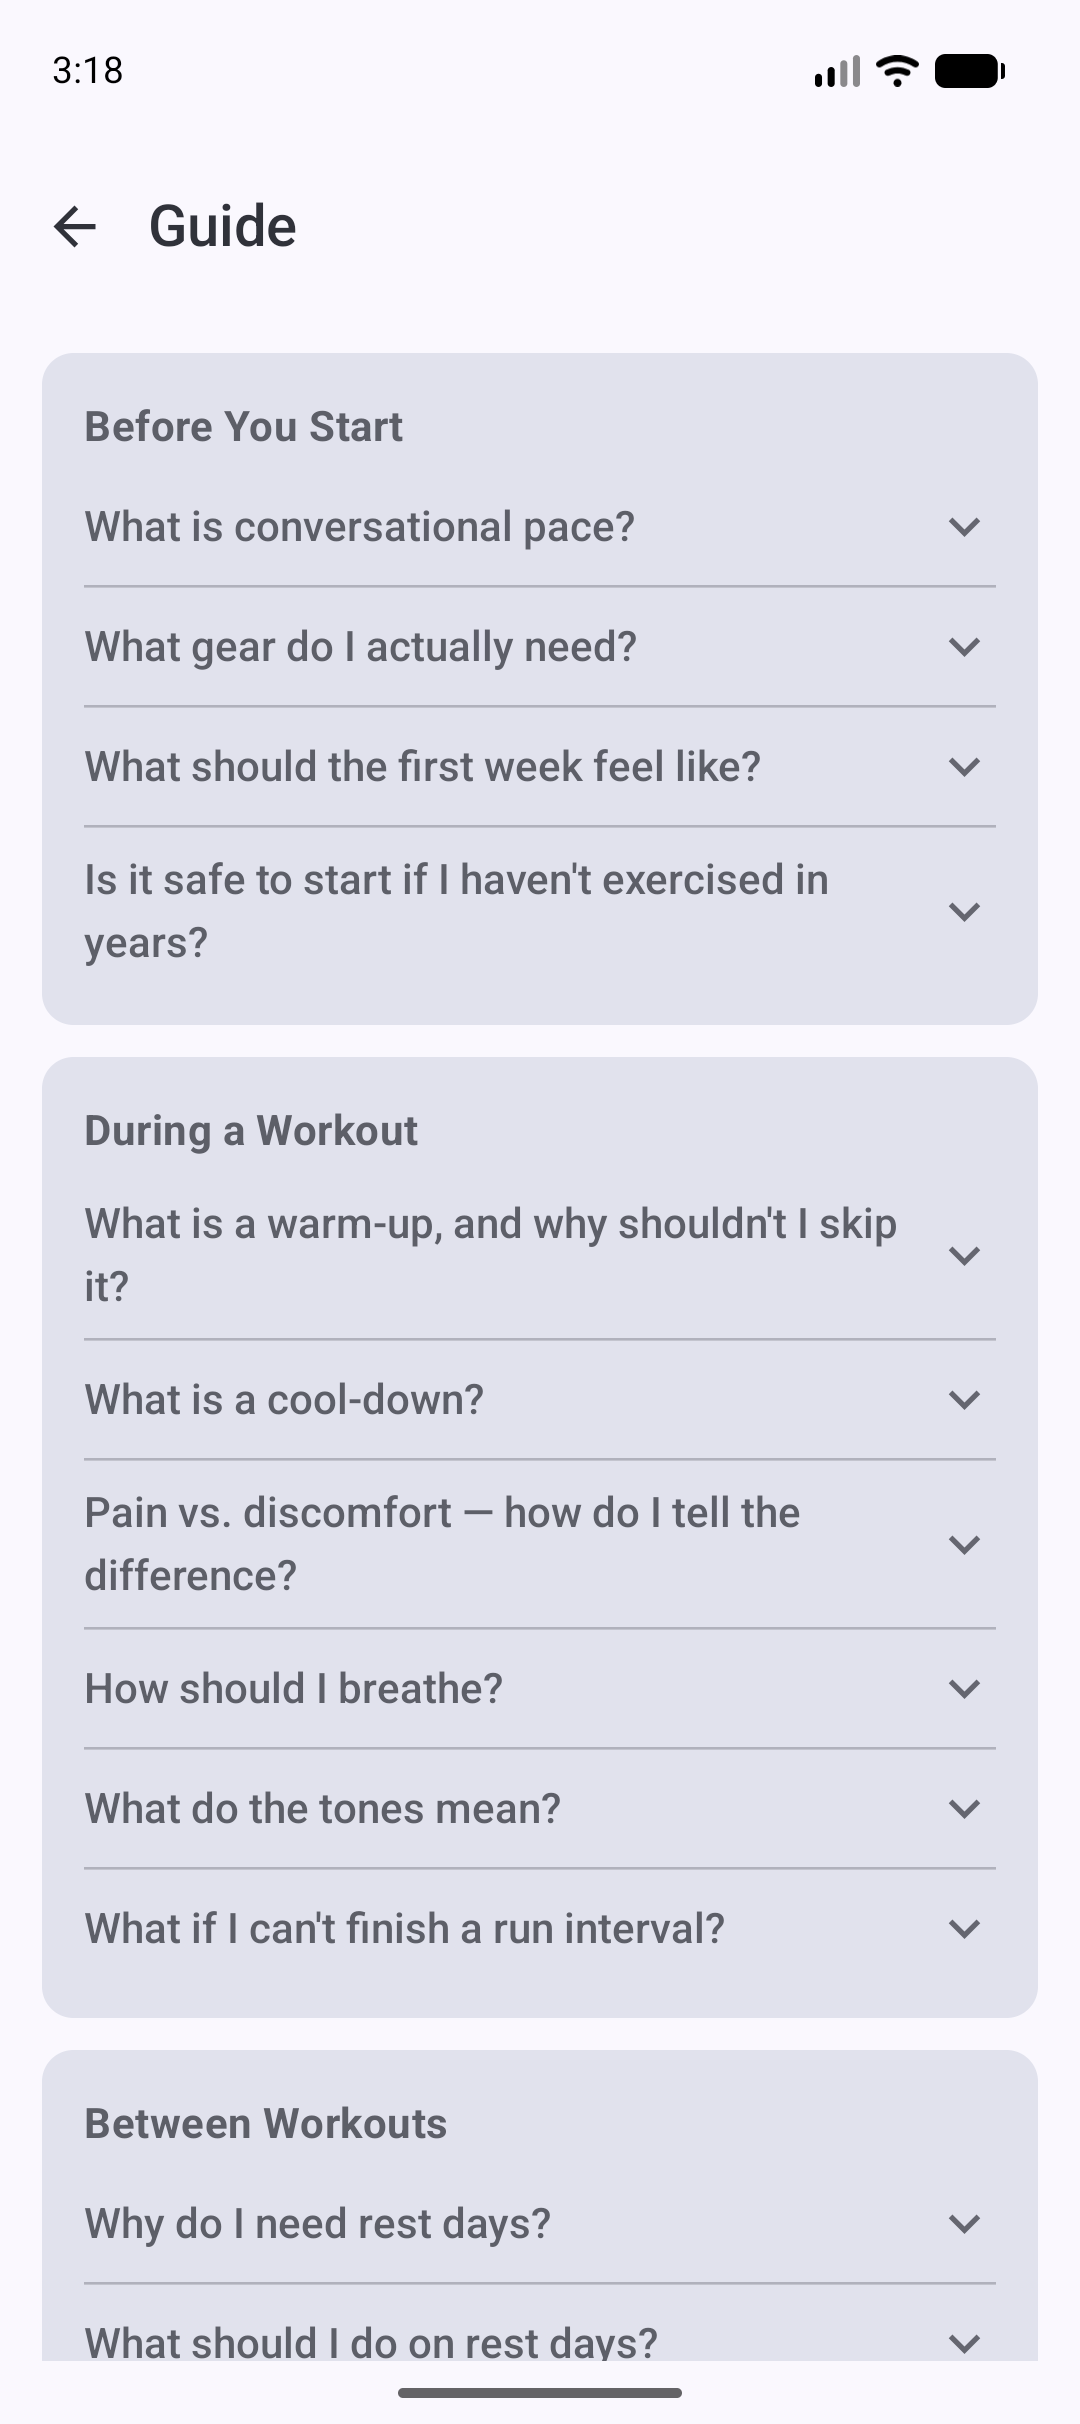 3:18
Guide
Before You Start
What is conversational pace?
What gear do I actually need?
What should the first week feel like?
Is it safe to start if I haven't exercised in
years?
During a Workout
What is a warm-up, and why shouldn't I skip
it?
What is a cool-down?
Pain vs. discomfort — how do I tell the
difference?
How should I breathe?
What do the tones mean?
What if I can't finish a run interval?
Between Workouts
Why do I need rest days?
What should I do on rest days?